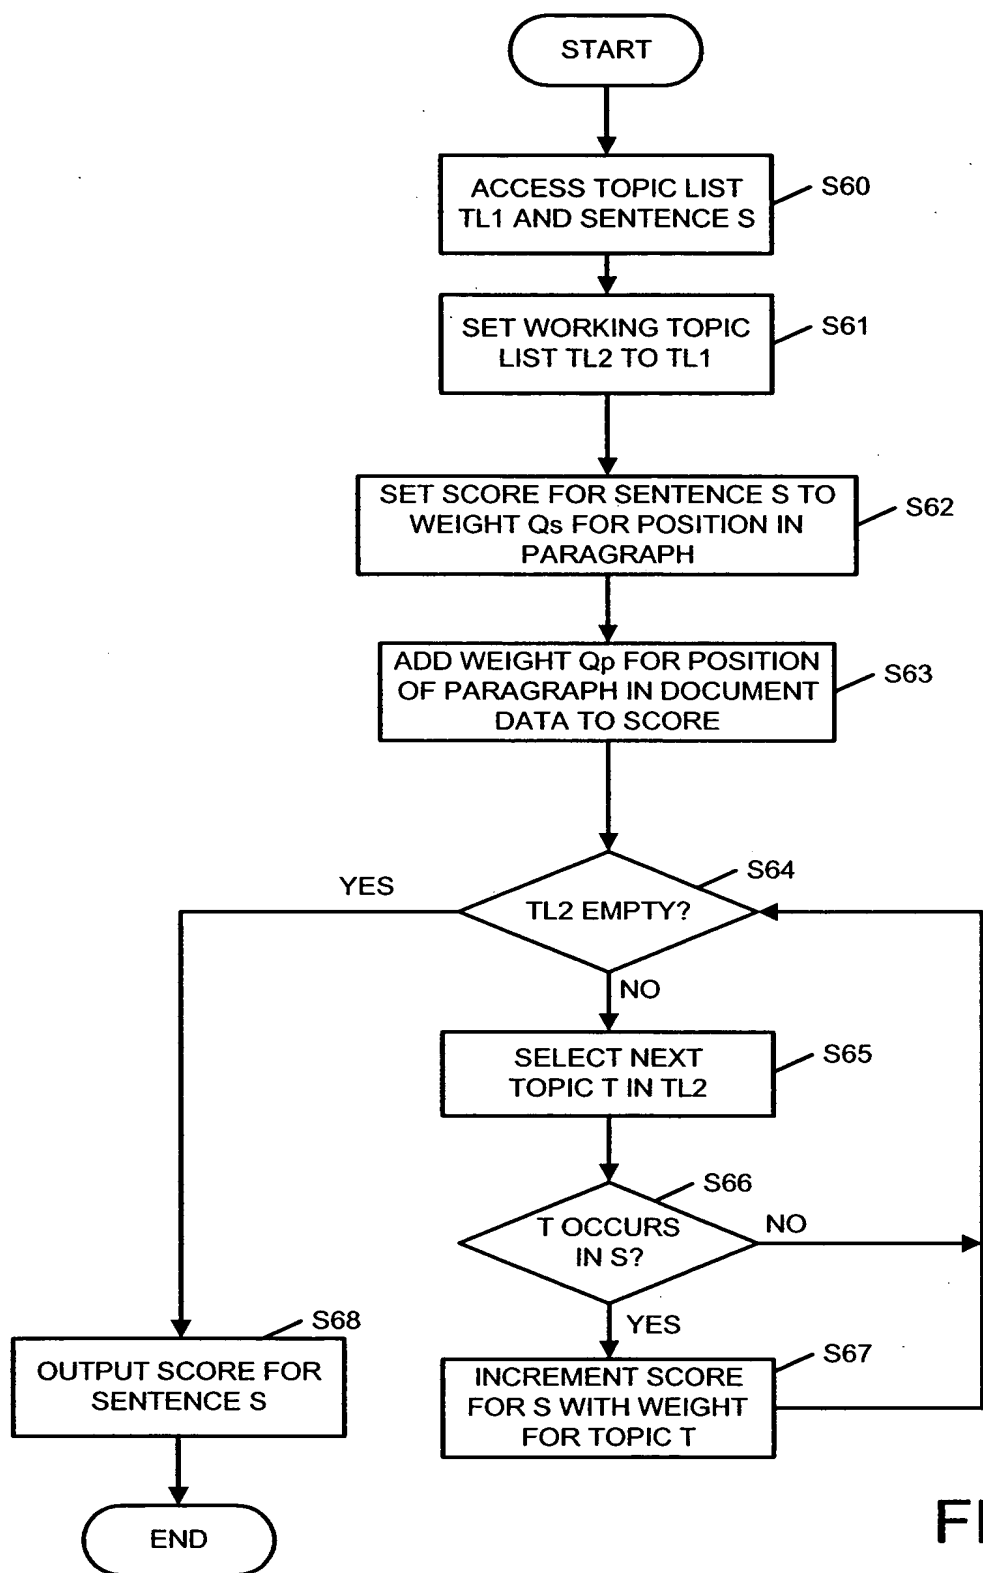 START
ACCESS TOPIC LIST
TL1 AND SENTENCE S
S60
SET WORKING TOPIC
LIST TL2 TO TL1
S61
SET SCORE FOR SENTENCE S TO
WEIGHT Qs FOR POSITION IN
PARAGRAPH
S62
ADD WEIGHT Qp FOR POSITION
OF PARAGRAPH IN DOCUMENT
DATA TO SCORE
S63
S64
YES
TL2 EMPTY?
NO
SELECT NEXT
TOPIC T IN TL2
S65
S66
T OCCURS
IN S?
NO
YES
S68
OUTPUT SCORE FOR
SENTENCE S
INCREMENT SCORE
FOR S WITH WEIGHT
FOR TOPIC T
S67
END